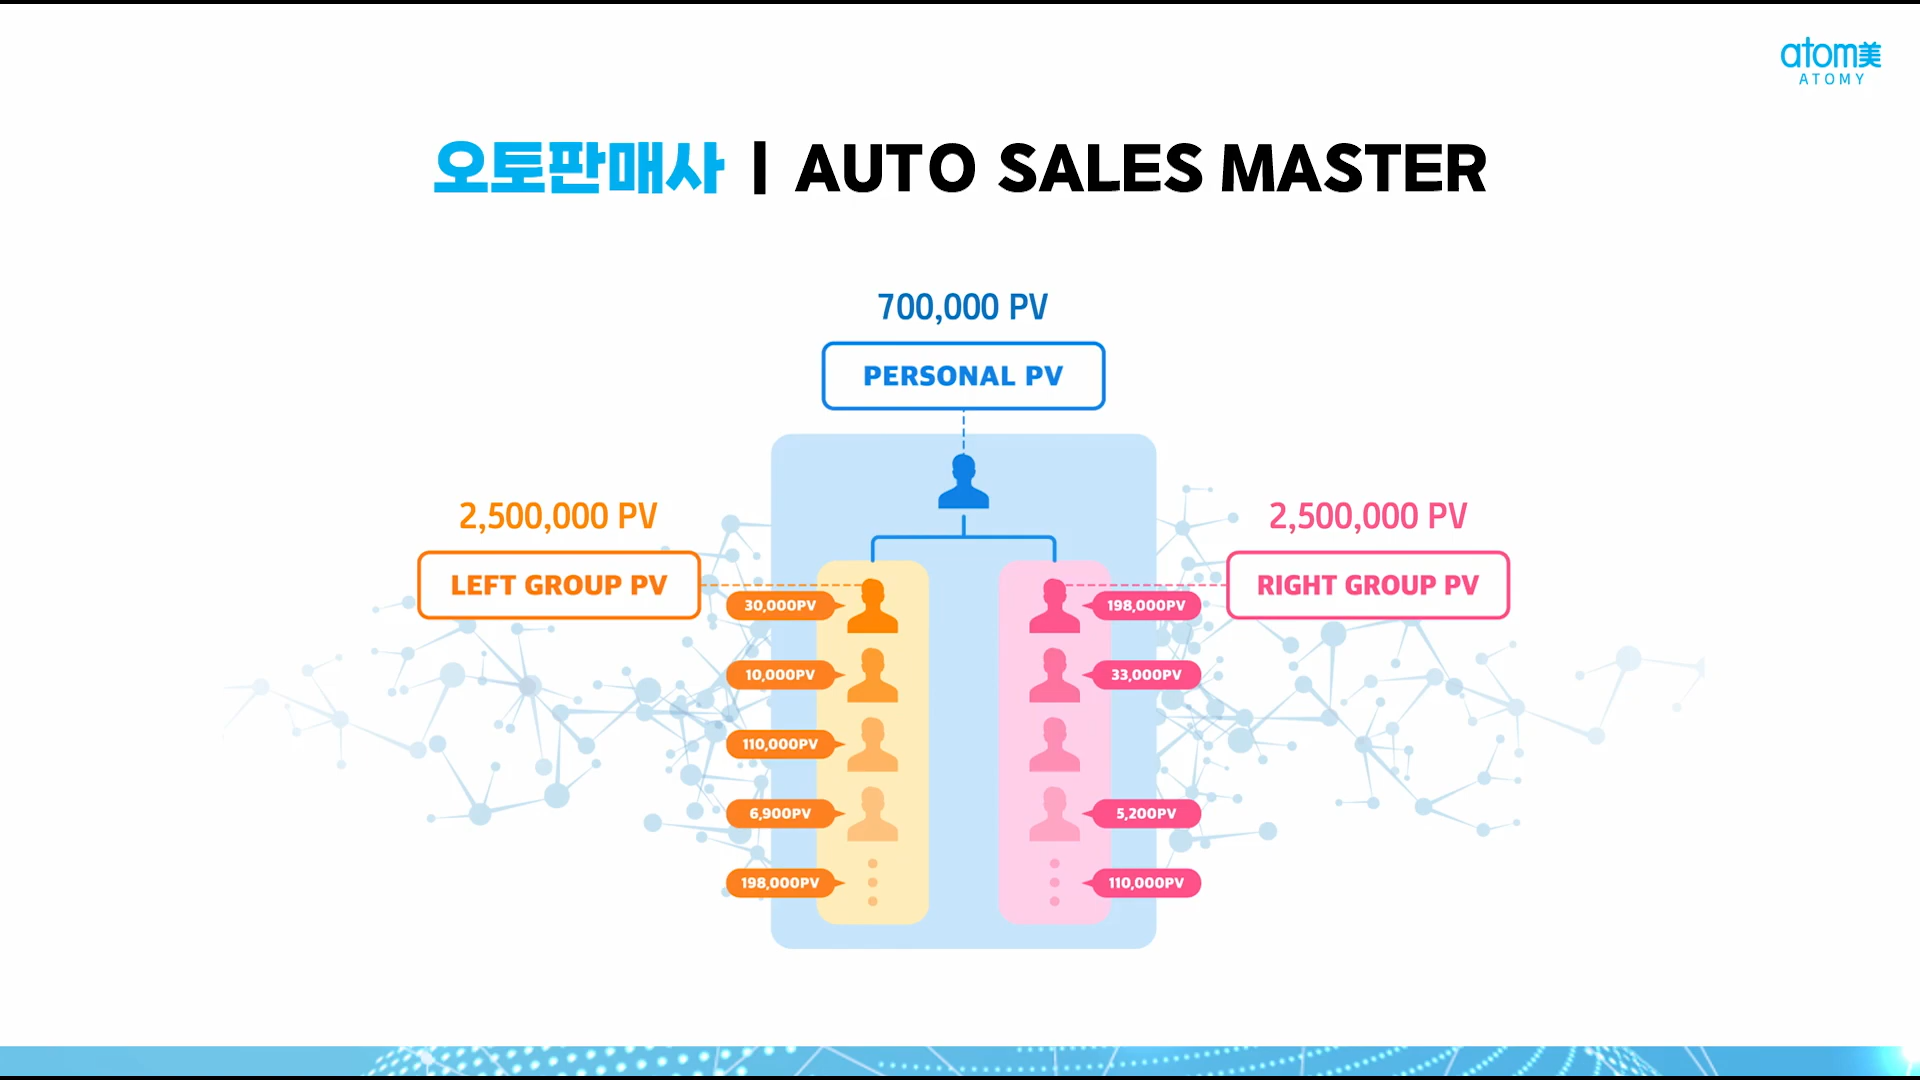 atom美
ATOMY
오토판매사 | AUTO SALES MASTER
700,000 PV
PERSONAL PV
2,500,000 PV
2,500,000 PV
LEFT GROUP PV
RIGHT GROUP PV
30,000PV
198,000PV
10,000PV
33,000PV
110,000PV
6,900PV
5,200PV
198,000PV
110,000PV